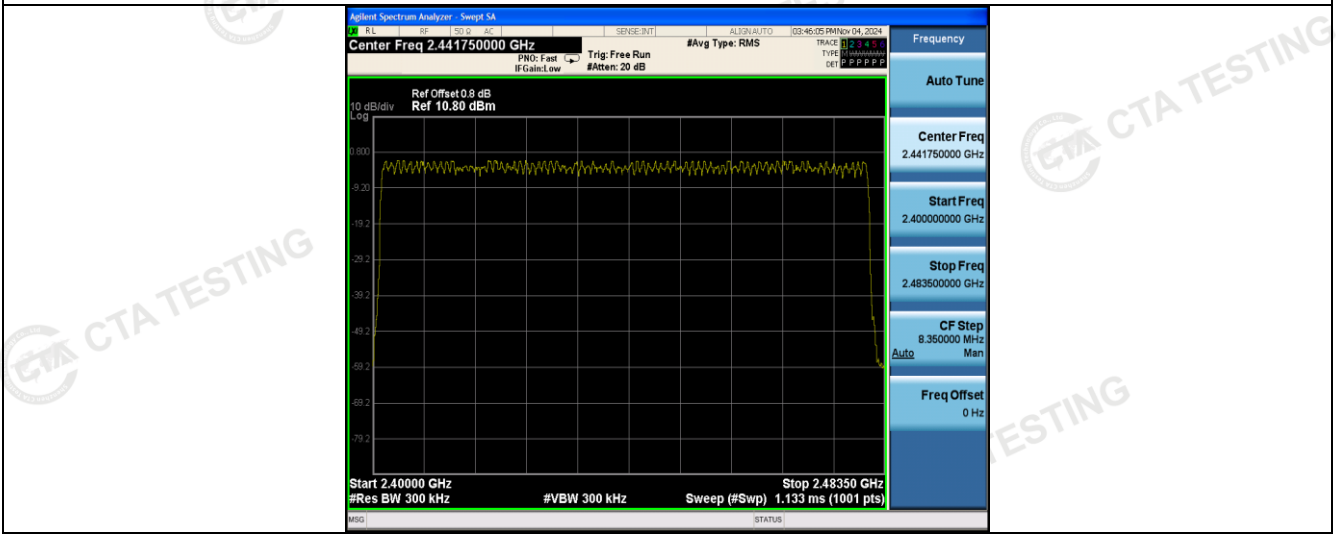 Agilent Spectrum Analyzer - Swept SA
RL RF 50 Ω AC SENSE:INT ALIGN AUTO 03:46:05 PM Nov 04, 2024
Center Freq 2.441750000 GHz
PNO: Fast
IFGain:Low
Trig: Free Run
#Atten: 20 dB
#Avg Type: RMS
TRACE 1 2 3 4 5 6
TYPE M WWWWW
DET P P P P P P
Frequency
Auto Tune
Center Freq
2.441750000 GHz
Start Freq
2.400000000 GHz
Stop Freq
2.483500000 GHz
CF Step
8.350000 MHz
Auto Man
Freq Offset
0 Hz
Ref Offset 0.8 dB
10 dB/div Ref 10.80 dBm
Log
0.800
-9.20
-19.2
-29.2
-39.2
-49.2
-59.2
-69.2
-79.2
Start 2.40000 GHz Stop 2.48350 GHz
#Res BW 300 kHz #VBW 300 kHz Sweep (#Swp) 1.133 ms (1001 pts)
MSG STATUS
CTA TESTING
CTA TESTING
ESTING